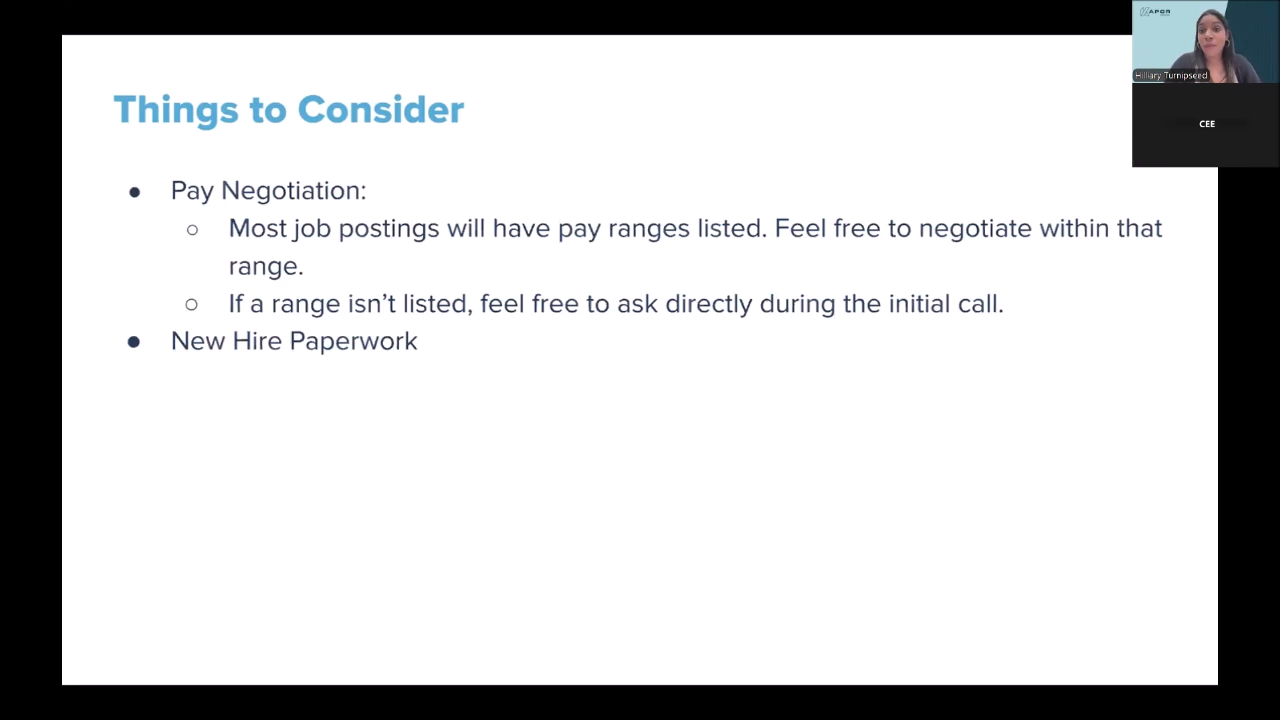 Things to Consider
● Pay Negotiation:
○ Most job postings will have pay ranges listed. Feel free to negotiate within that
range.
○ If a range isn’t listed, feel free to ask directly during the initial call.
● New Hire Paperwork
Hilliary Turnipseed
CEE